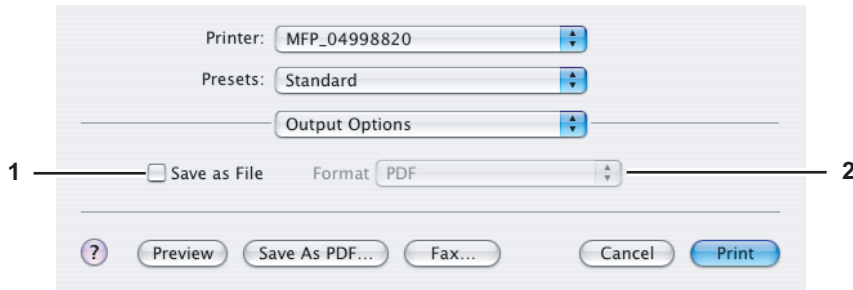 Printer: MFP_04998820
Presets: Standard
Output Options
1 Save as File Format PDF 2
? Preview Save As PDF... Fax... Cancel Print